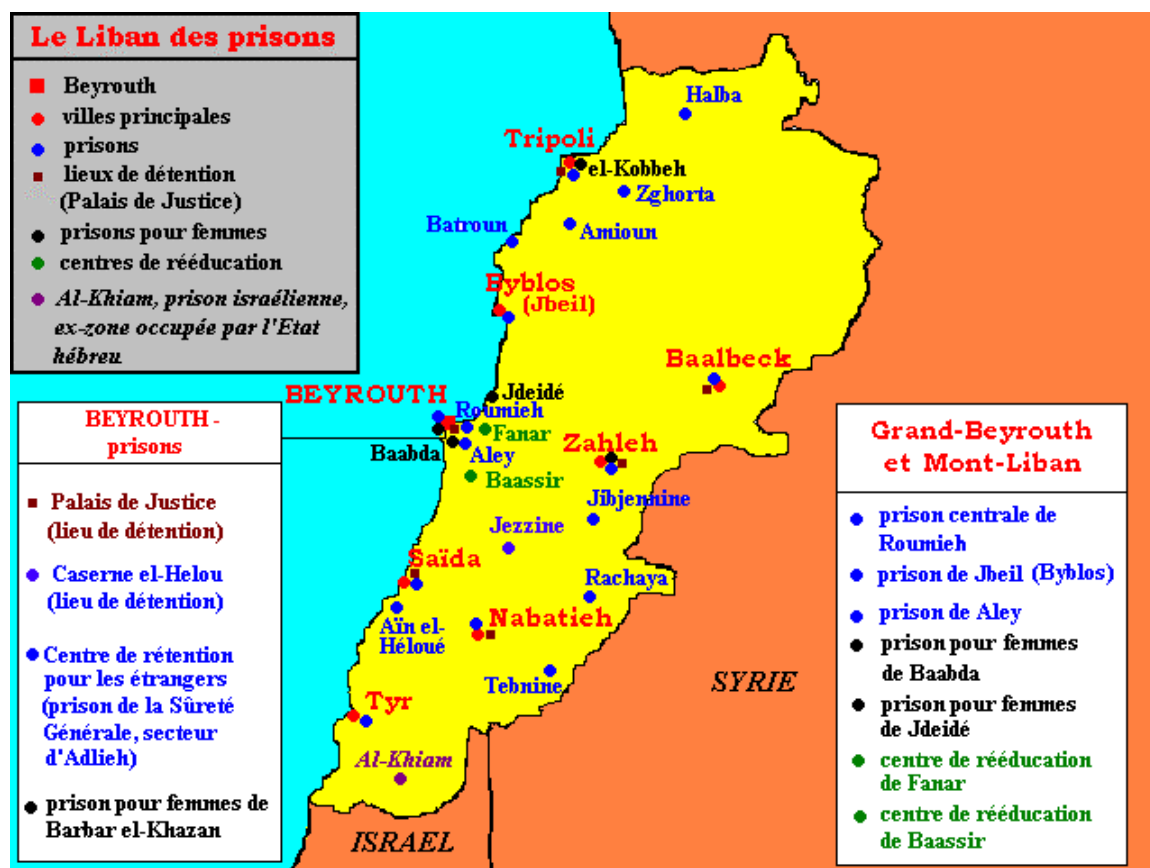 Le Liban des prisons
Beyrouth
villes principales
prisons
lieux de détention
(Palais de Justice)
prisons pour femmes
centres de rééducation
Al-Khiam, prison israélienne,
ex-zone occupée par l'Etat
hébreu
Halba
Tripoli
el-Kobbeh
Zghorta
Batroun
Amioun
Byblos
(Jbeil)
Baalbeck
Jdeidé
BEYROUTH
Roumieh
Fanar
Baabda
Aley
Zahleh
Baassir
Jibjennine
Jezzine
Saïda
Rachaya
Aïn el-
Héloué
Nabatieh
Tebnine
Tyr
Al-Khiam
SYRIE
ISRAEL
BEYROUTH -
prisons
Palais de Justice
(lieu de détention)
Caserne el-Helou
(lieu de détention)
Centre de rétention
pour les étrangers
(prison de la Sûreté
Générale, secteur
d'Adlieh)
prison pour femmes de
Barbar el-Khazan
Grand-Beyrouth
et Mont-Liban
prison centrale de
Roumieh
prison de Jbeil (Byblos)
prison de Aley
prison pour femmes
de Baabda
prison pour femmes
de Jdeidé
centre de rééducation
de Fanar
centre de rééducation
de Baassir